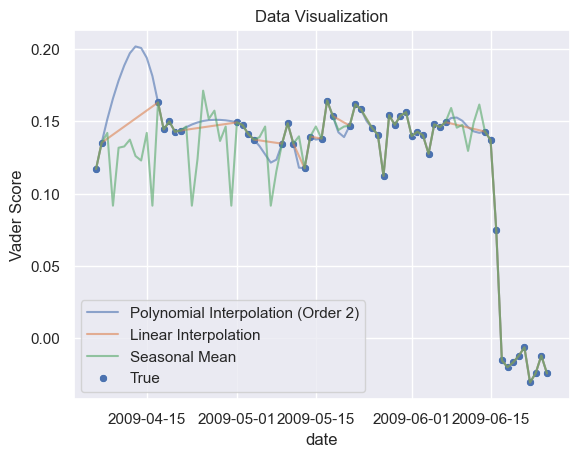 Data Visualization
0.20
0.15
0.10
0.05
0.00
Vader Score
Polynomial Interpolation (Order 2)
Linear Interpolation
Seasonal Mean
True
2009-04-15
2009-05-01
2009-05-15
2009-06-01
2009-06-15
date